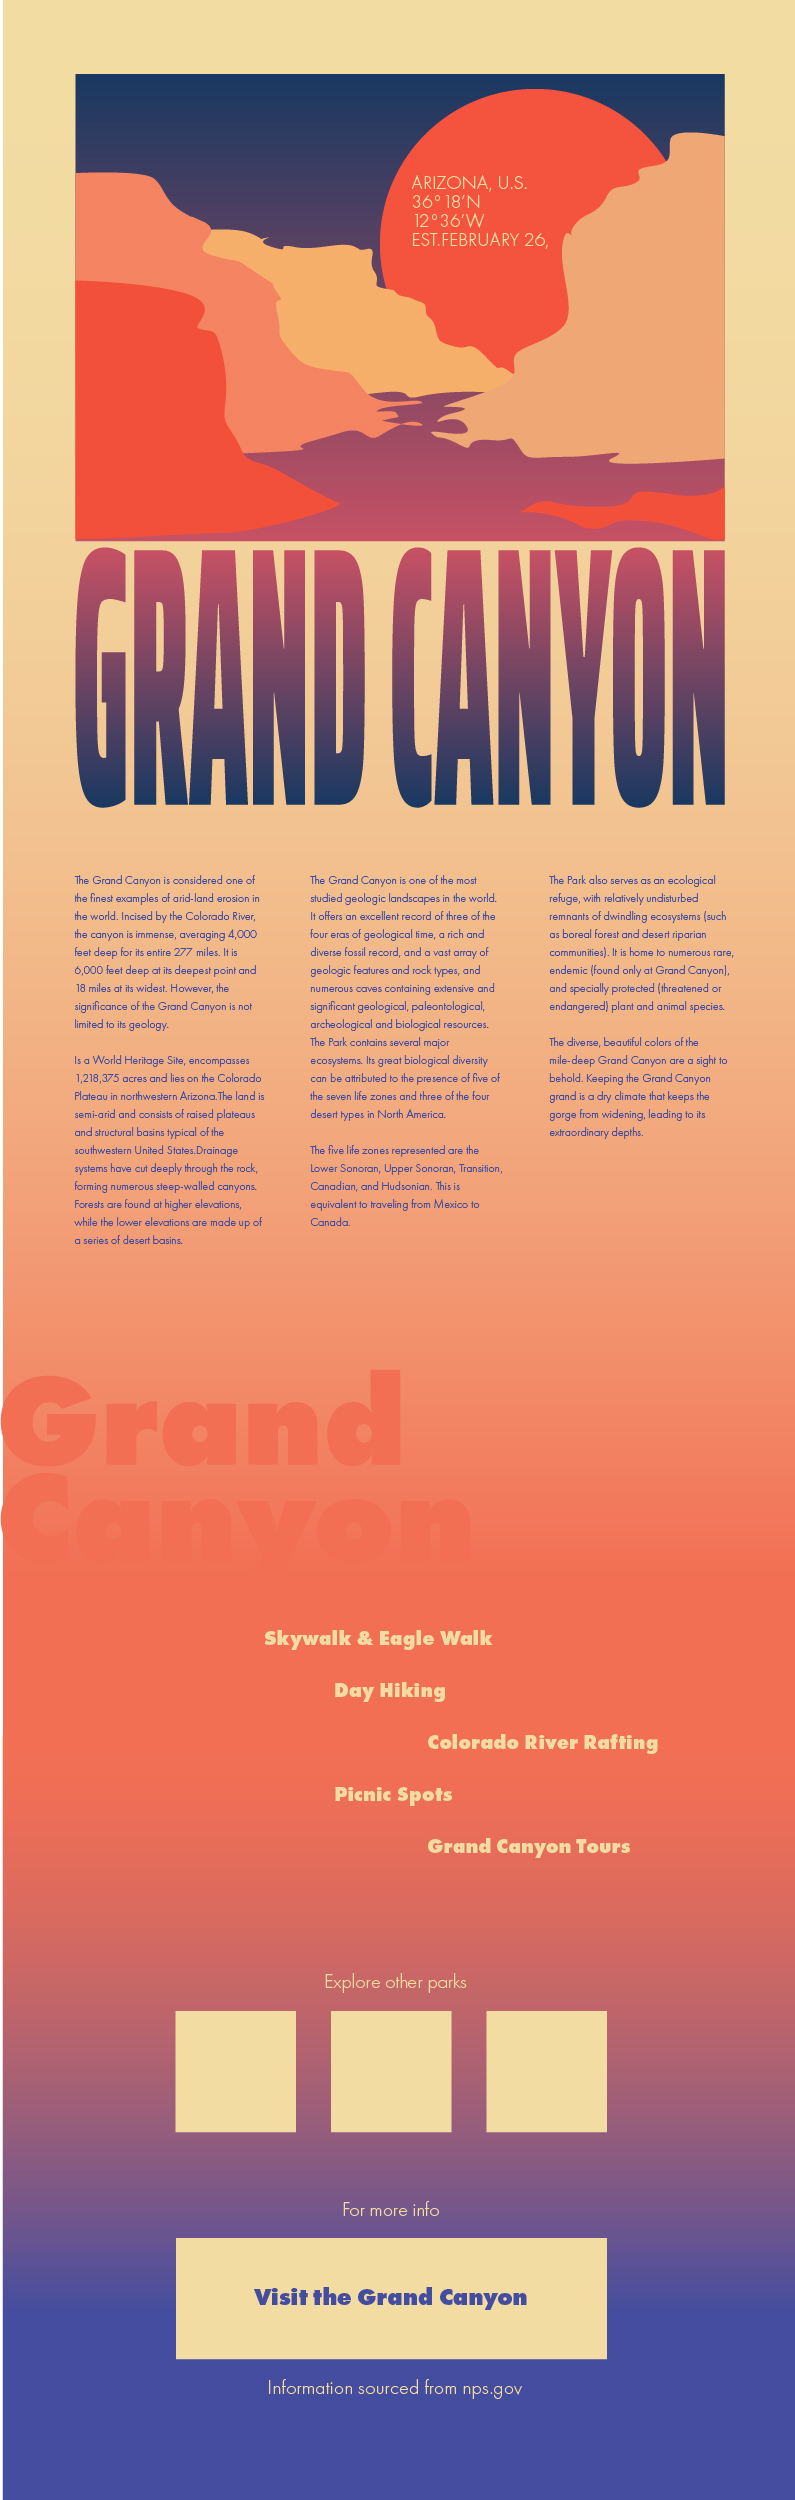 ARIZONA, U.S.
36° 18'N
12°36'W
EST.FEBRUARY 26,
GRAND CANYON
The Grand Canyon is considered one of
the finest examples of arid-land erosion in
the world. Incised by the Colorado River,
the canyon is immense, averaging 4,000
feet deep for its entire 277 miles. It is
6,000 feet deep at its deepest point and
18 miles at its widest. However, the
significance of the Grand Canyon is not
limited to its geology.
Is a World Heritage Site, encompasses
1,218,375 acres and lies on the Colorado
Plateau in northwestern Arizona.The land is
semi-arid and consists of raised plateaus
and structural basins typical of the
southwestern United States.Drainage
systems have cut deeply through the rock,
forming numerous steep-walled canyons.
Forests are found at higher elevations,
while the lower elevations are made up of
a series of desert basins.
The Grand Canyon is one of the most
studied geologic landscapes in the world.
It offers an excellent record of three of the
four eras of geological time, a rich and
diverse fossil record, and a vast array of
geologic features and rock types, and
numerous caves containing extensive and
significant geological, paleontological,
archeological and biological resources.
The Park contains several major
ecosystems. Its great biological diversity
can be attributed to the presence of five of
the seven life zones and three of the four
desert types in North America.
The five life zones represented are the
Lower Sonoran, Upper Sonoran, Transition,
Canadian, and Hudsonian. This is
equivalent to traveling from Mexico to
Canada.
The Park also serves as an ecological
refuge, with relatively undisturbed
remnants of dwindling ecosystems (such
as boreal forest and desert riparian
communities). It is home to numerous rare,
endemic (found only at Grand Canyon),
and specially protected (threatened or
endangered) plant and animal species.
The diverse, beautiful colors of the
mile-deep Grand Canyon are a sight to
behold. Keeping the Grand Canyon
grand is a dry climate that keeps the
gorge from widening, leading to its
extraordinary depths.
Grand
Canyon
Skywalk & Eagle Walk
Day Hiking
Colorado River Rafting
Picnic Spots
Grand Canyon Tours
Explore other parks
For more info
Visit the Grand Canyon
Information sourced from nps.gov